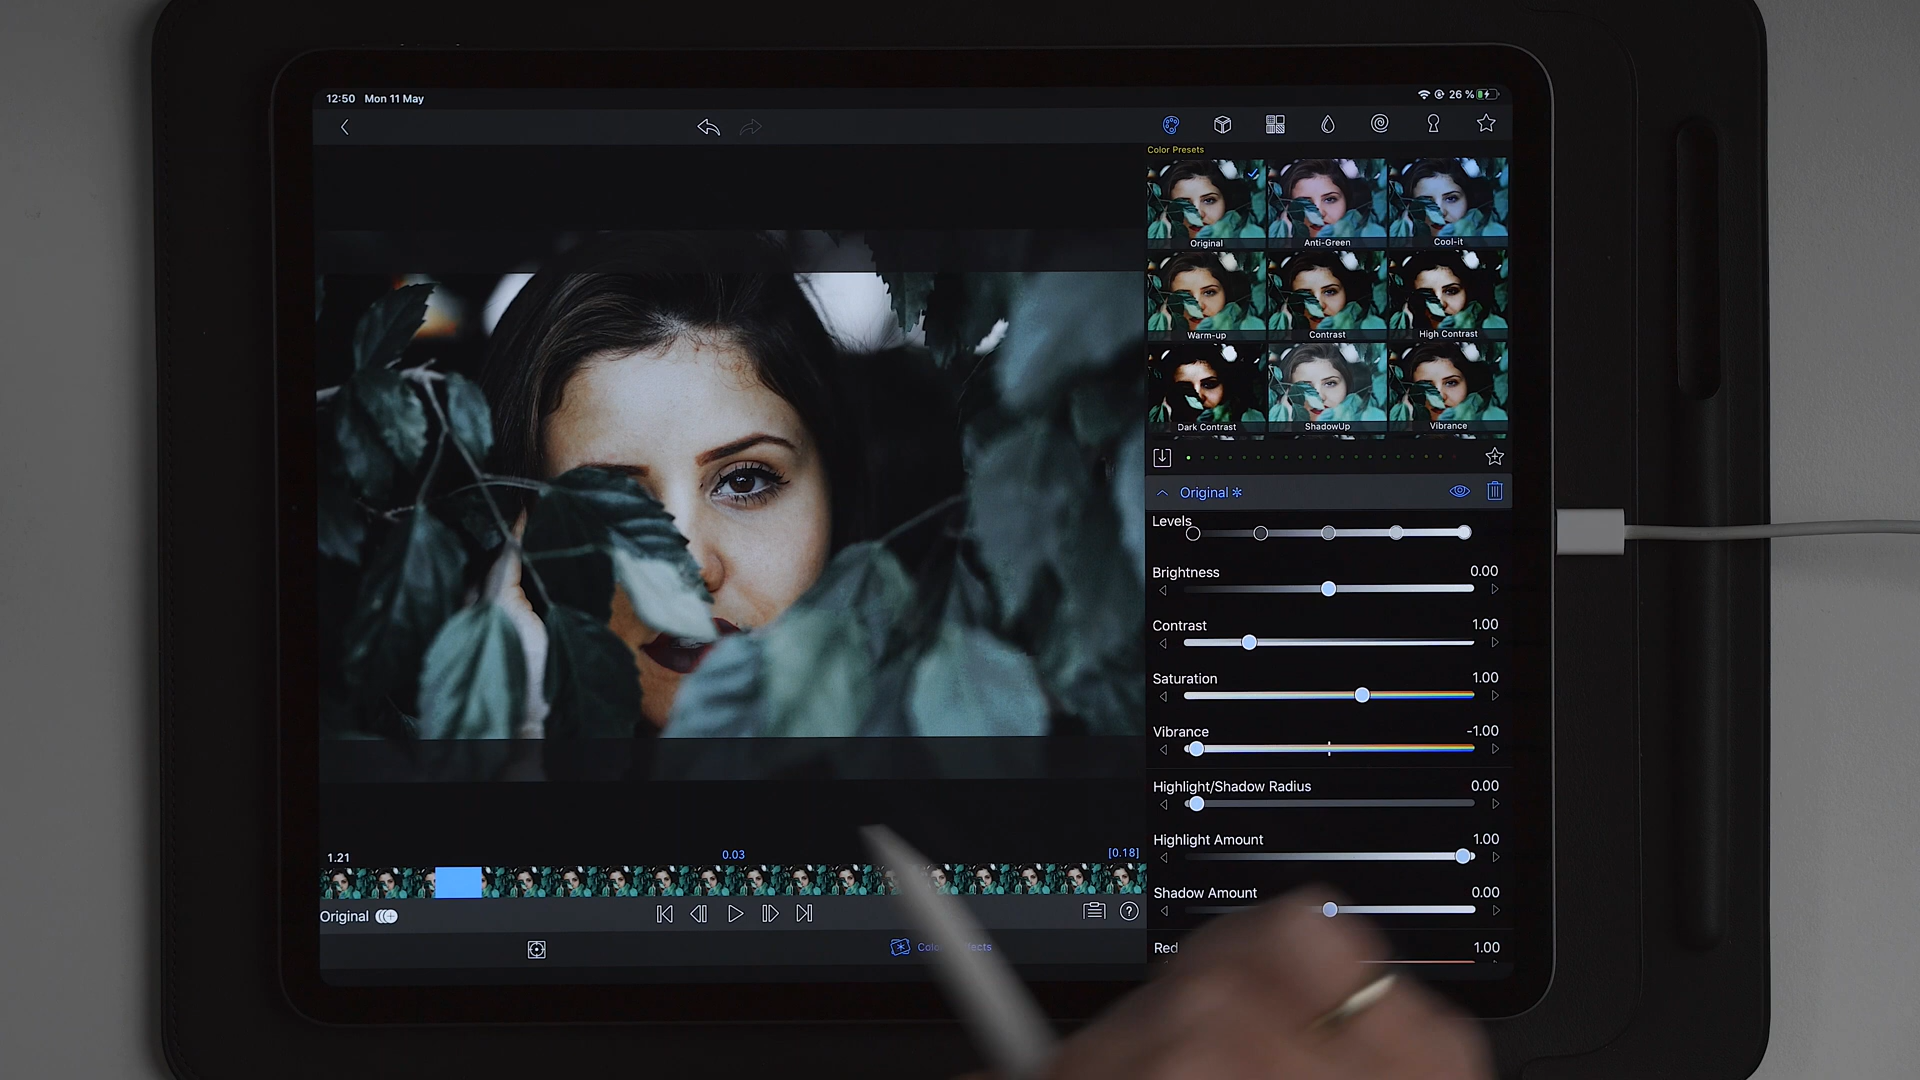 12:50 Mon 11 May
26 %
Color Presets
Original
Anti-Green
Cool-it
Warm-up
Contrast
High Contrast
Dark Contrast
ShadowUp
Vibrance
Original
Levels
Brightness 0.00
Contrast 1.00
Saturation 1.00
Vibrance -1.00
Highlight/Shadow Radius 0.00
Highlight Amount 1.00
Shadow Amount 0.00
Red 1.00
1.21
0.03
[0.18]
Original